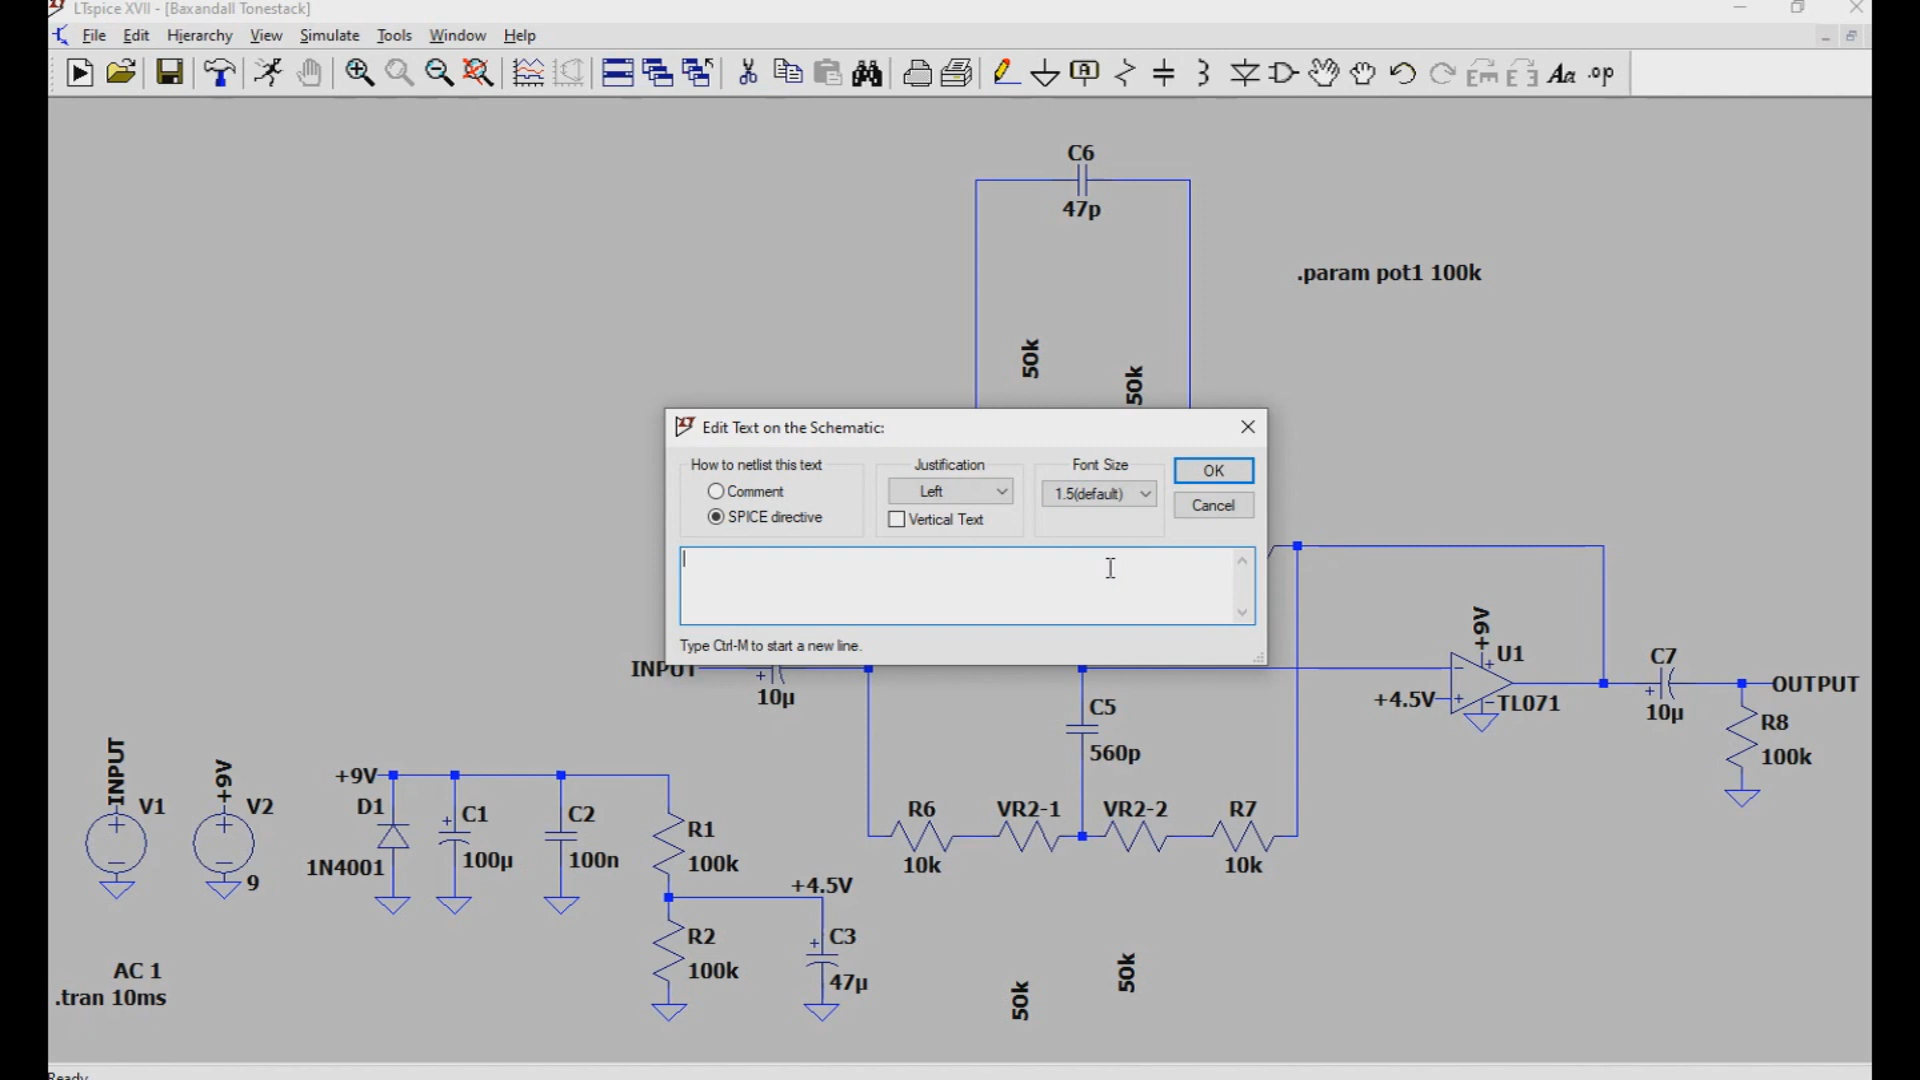 LTspice XVII - [Baxandall Tonestack]
File Edit Hierarchy View Simulate Tools Window Help
A Aa .op
C6
47p
.param pot1 100k
50k
50k
Edit Text on the Schematic:
How to netlist this text
Comment
SPICE directive
Justification
Left
Vertical Text
Font Size
1.5(default)
OK
Cancel
Type Ctrl-M to start a new line.
INPUT
10µ
C5
560p
+9V
U1
+4.5V
TL071
C7
10µ
OUTPUT
R8
100k
INPUT
V1
+9V
V2
9
+9V
D1
1N4001
C1
100µ
C2
100n
R1
100k
+4.5V
R2
100k
C3
47µ
R6
10k
VR2-1
VR2-2
R7
10k
50k
50k
AC 1
.tran 10ms
Ready